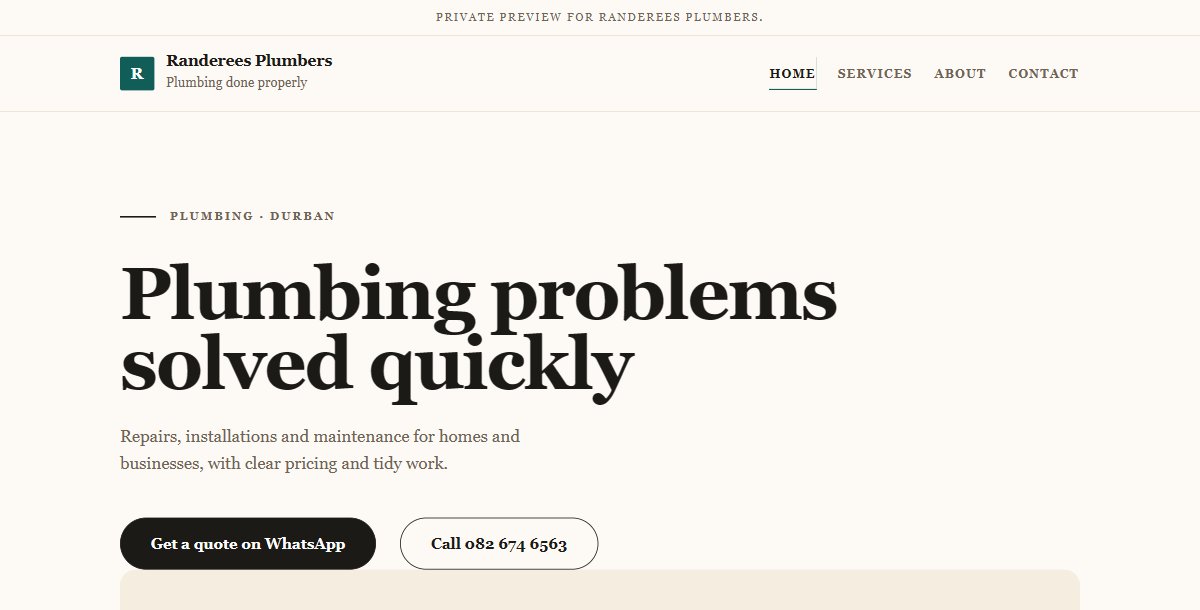 PRIVATE PREVIEW FOR RANDEREES PLUMBERS.
R
Randerees Plumbers
Plumbing done properly
HOME SERVICES ABOUT CONTACT
PLUMBING · DURBAN
Plumbing problems
solved quickly
Repairs, installations and maintenance for homes and
businesses, with clear pricing and tidy work.
Get a quote on WhatsApp
Call 082 674 6563